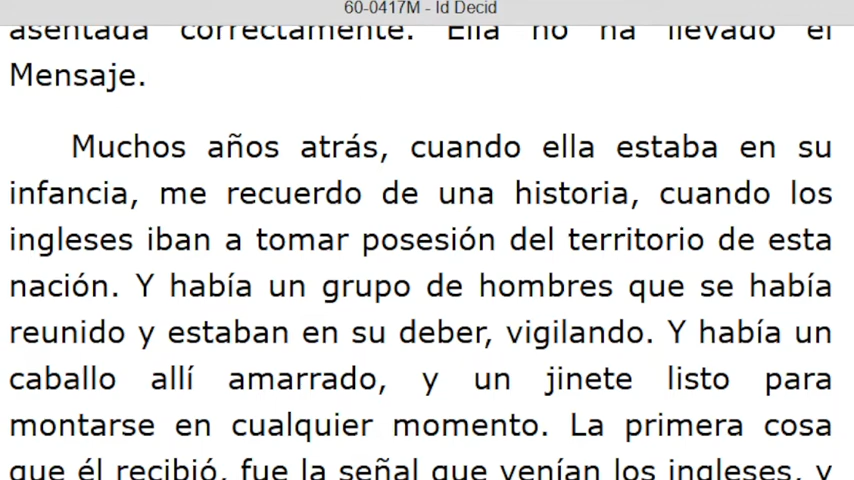 60-0417M - Id Decid
asentada correctamente. Ella no ha llevado el
Mensaje.
Muchos años atrás, cuando ella estaba en su
infancia, me recuerdo de una historia, cuando los
ingleses iban a tomar posesión del territorio de esta
nación. Y había un grupo de hombres que se había
reunido y estaban en su deber, vigilando. Y había un
caballo allí amarrado, y un jinete listo para
montarse en cualquier momento. La primera cosa
que él recibió, fue la señal que venían los ingleses, y